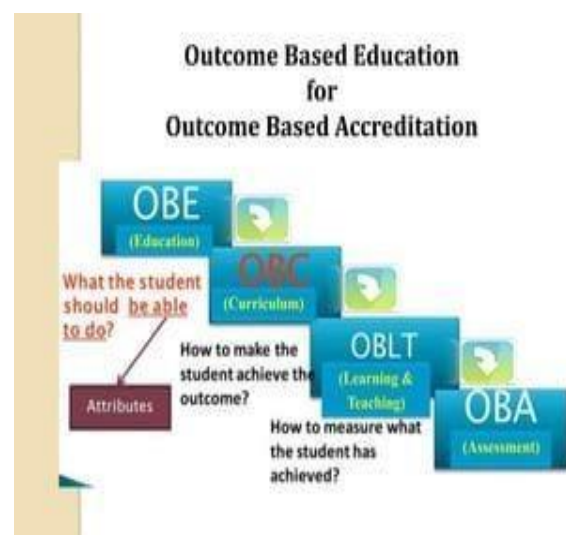 Outcome Based Education
for
Outcome Based Accreditation
OBE
(Education)
OBC
(Curriculum)
What the student
should be able
to do?
Attributes
How to make the
student achieve the
outcome?
OBLT
(Learning &
Teaching)
How to measure what
the student has
achieved?
OBA
(Assessment)